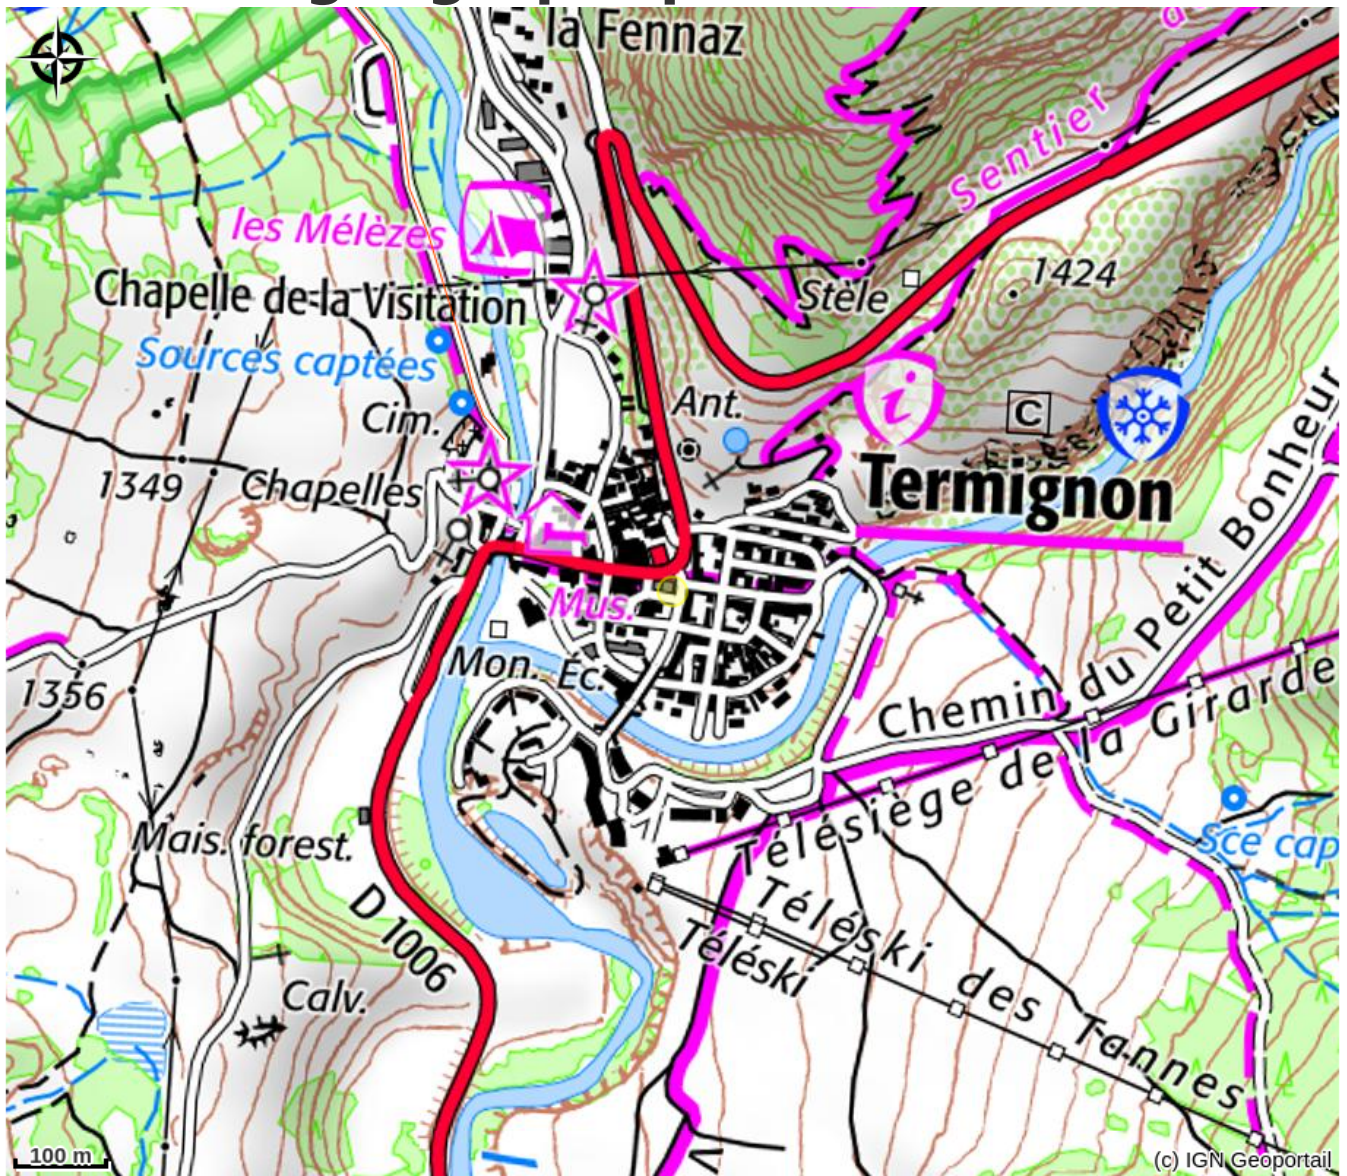 la Fennaz
Sentier
les Mélèzes
1424
Chapelle de la Visitation
Stèle
Sources captées
i
Ant.
Cim.
C
1349
Chapelles
Termignon
Chemin du Petit Bonheur
Mus.
Mon.
Éc.
1356
Télésiège de la Girarde
Mais. forest.
Sce cap
D 1006
Téléski des Tannes
Téléski
Calv.
100 m
(c) IGN Geoportail